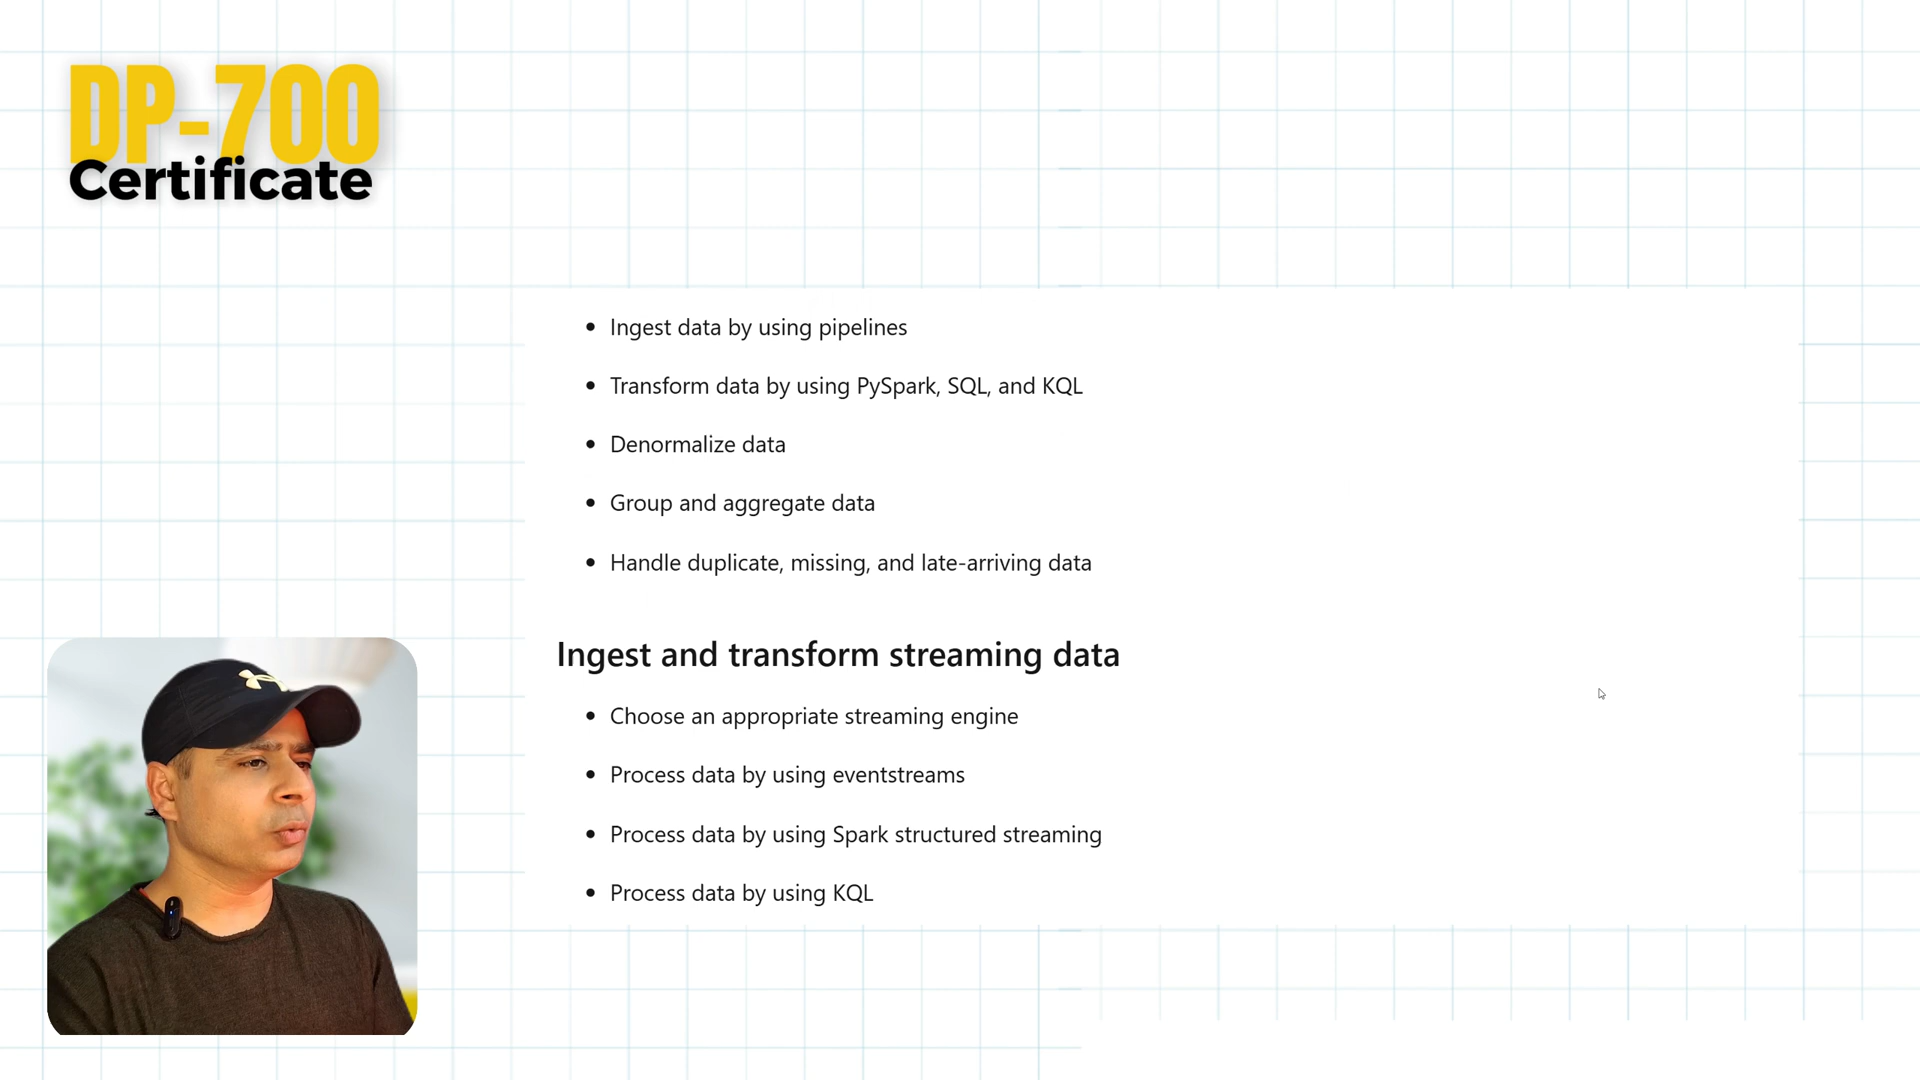 DP-700
Certificate
• Ingest data by using pipelines
• Transform data by using PySpark, SQL, and KQL
• Denormalize data
• Group and aggregate data
• Handle duplicate, missing, and late-arriving data
Ingest and transform streaming data
• Choose an appropriate streaming engine
• Process data by using eventstreams
• Process data by using Spark structured streaming
• Process data by using KQL